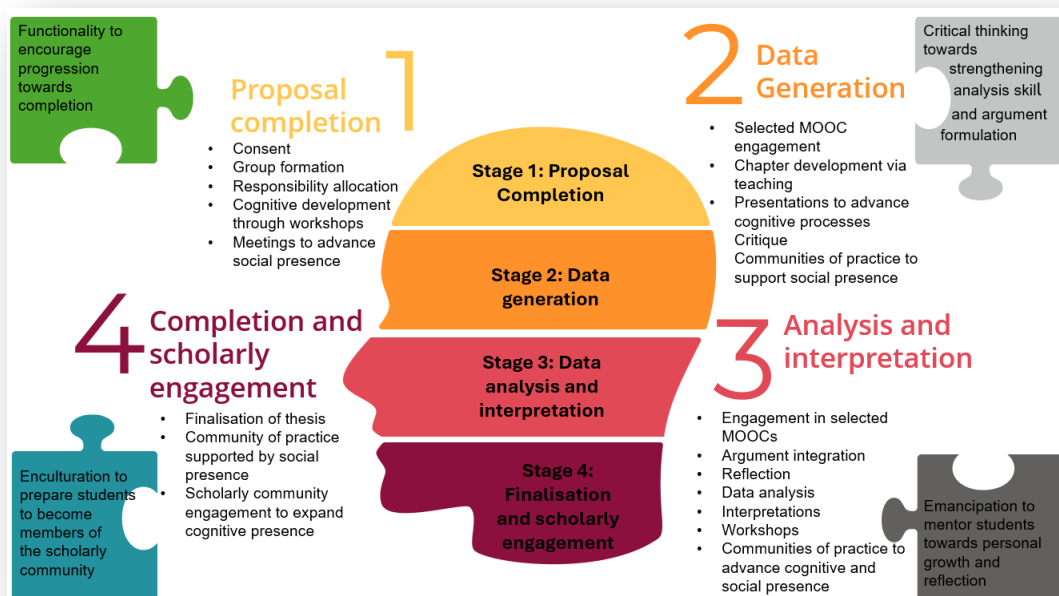 Functionality to
encourage
progression
towards
completion
1
Proposal
completion
• Consent
• Group formation
• Responsibility allocation
• Cognitive development
through workshops
• Meetings to advance
social presence
2
Data
Generation
• Selected MOOC
engagement
• Chapter development via
teaching
• Presentations to advance
cognitive processes
Critique
Communities of practice to
support social presence
Critical thinking
towards
strengthening
analysis skill
and argument
formulation
Stage 1: Proposal
Completion
Stage 2: Data
generation
Stage 3: Data
analysis and
interpretation
Stage 4:
Finalisation
and scholarly
engagement
4
Completion and
scholarly
engagement
• Finalisation of thesis
• Community of practice
supported by social
presence
• Scholarly community
engagement to expand
cognitive presence
Enculturation to
prepare students
to become
members of
the scholarly
community
3
Analysis and
interpretation
• Engagement in selected
MOOCs
• Argument integration
• Reflection
• Data analysis
• Interpretations
• Workshops
• Communities of practice to
advance cognitive and
social presence
Emancipation to
mentor students
towards personal
growth and
reflection